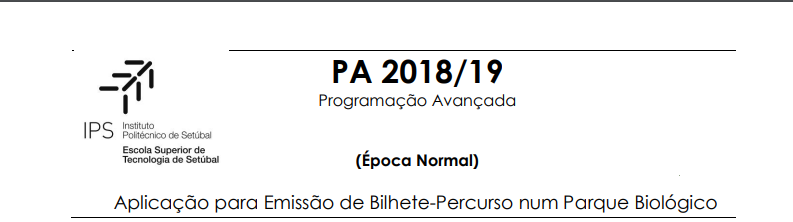 PA 2018/19
Programação Avançada
IPS Instituto
Politécnico de Setúbal
Escola Superior de
Tecnologia de Setúbal
(Época Normal)
Aplicação para Emissão de Bilhete-Percurso num Parque Biológico